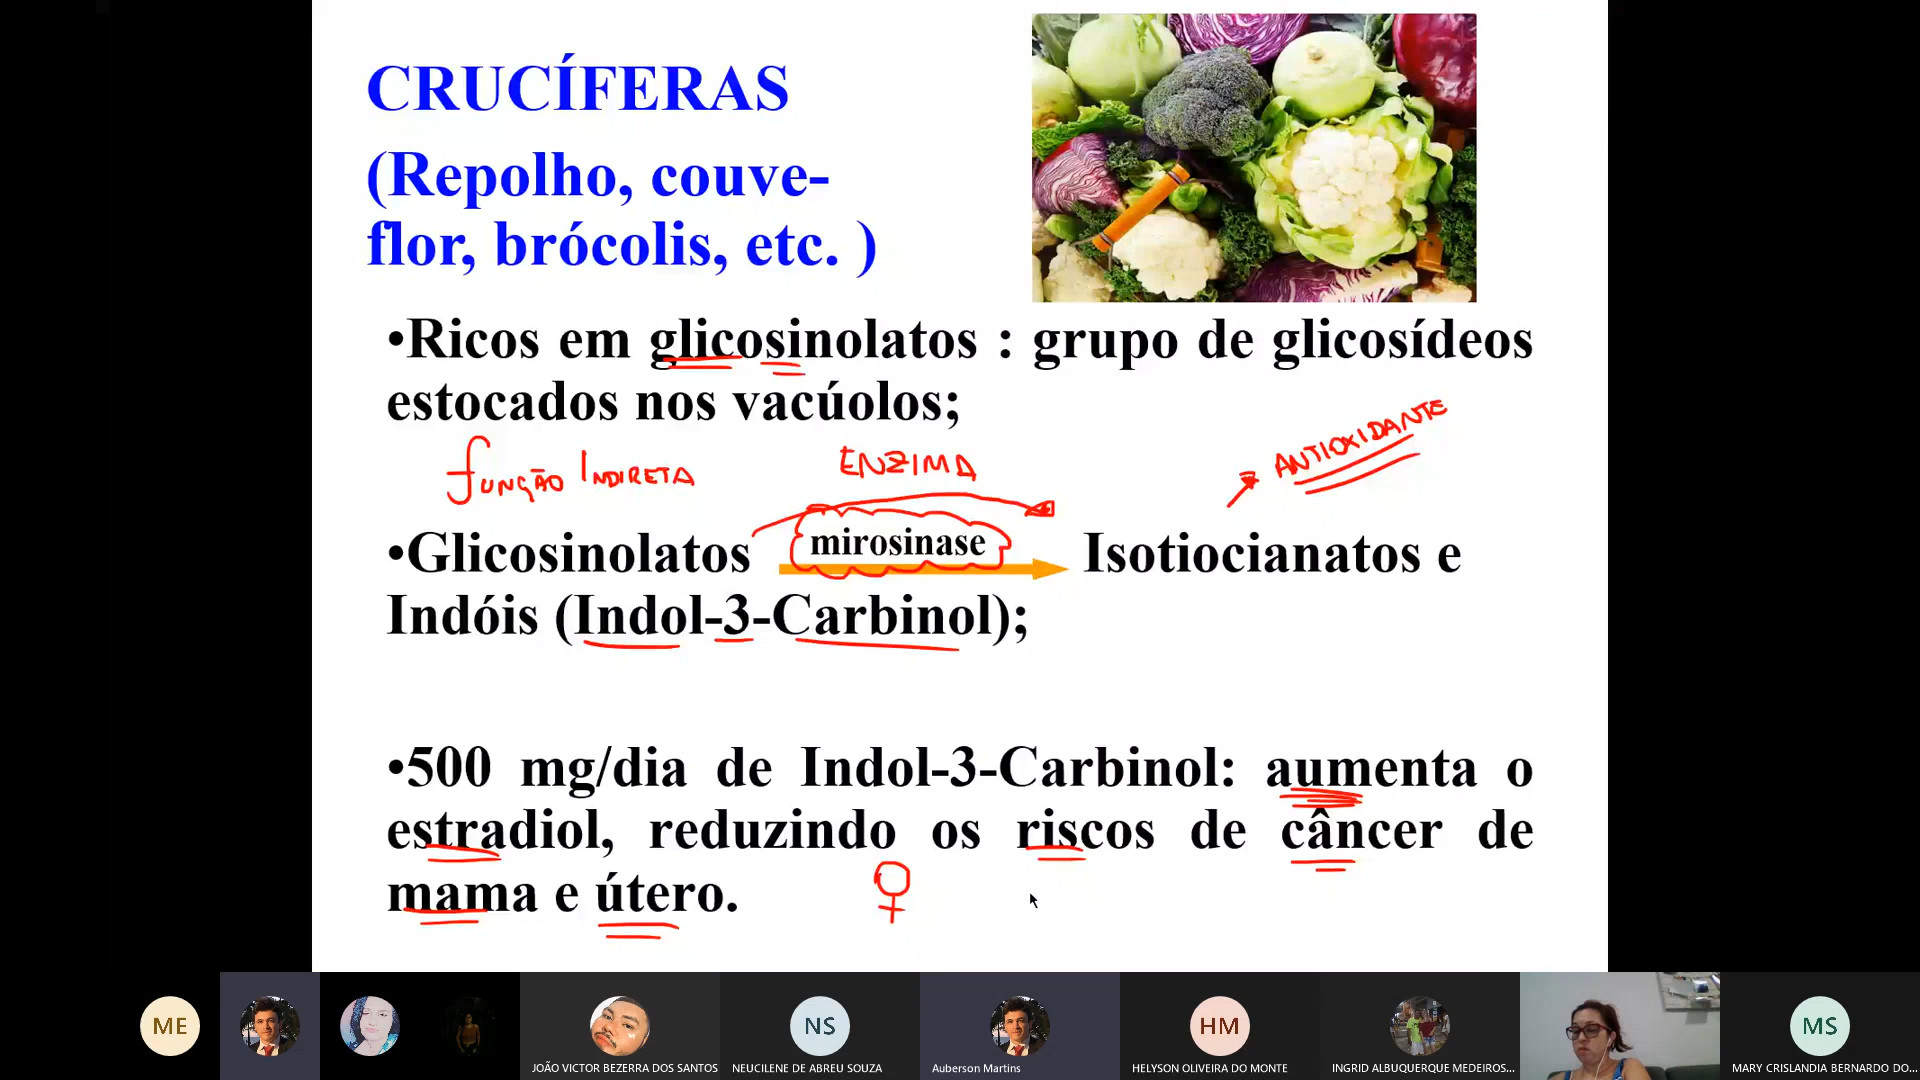 CRUCÍFERAS
(Repolho, couve-
flor, brócolis, etc. )
•Ricos em glicosinolatos : grupo de glicosídeos
estocados nos vacúolos;
FUNÇÃO INDIRETA
ENZIMA
ANTIOXIDANTE
•Glicosinolatos mirosinase Isotiocianatos e
Indóis (Indol-3-Carbinol);
•500 mg/dia de Indol-3-Carbinol: aumenta o
estradiol, reduzindo os riscos de câncer de
mama e útero.
ME
NS
HM
MS
JOÃO VICTOR BEZERRA DOS SANTOS
NEUCILENE DE ABREU SOUZA
Auberson Martins
HELYSON OLIVEIRA DO MONTE
INGRID ALBUQUERQUE MEDEIROS...
MARY CRISLANDIA BERNARDO DO...